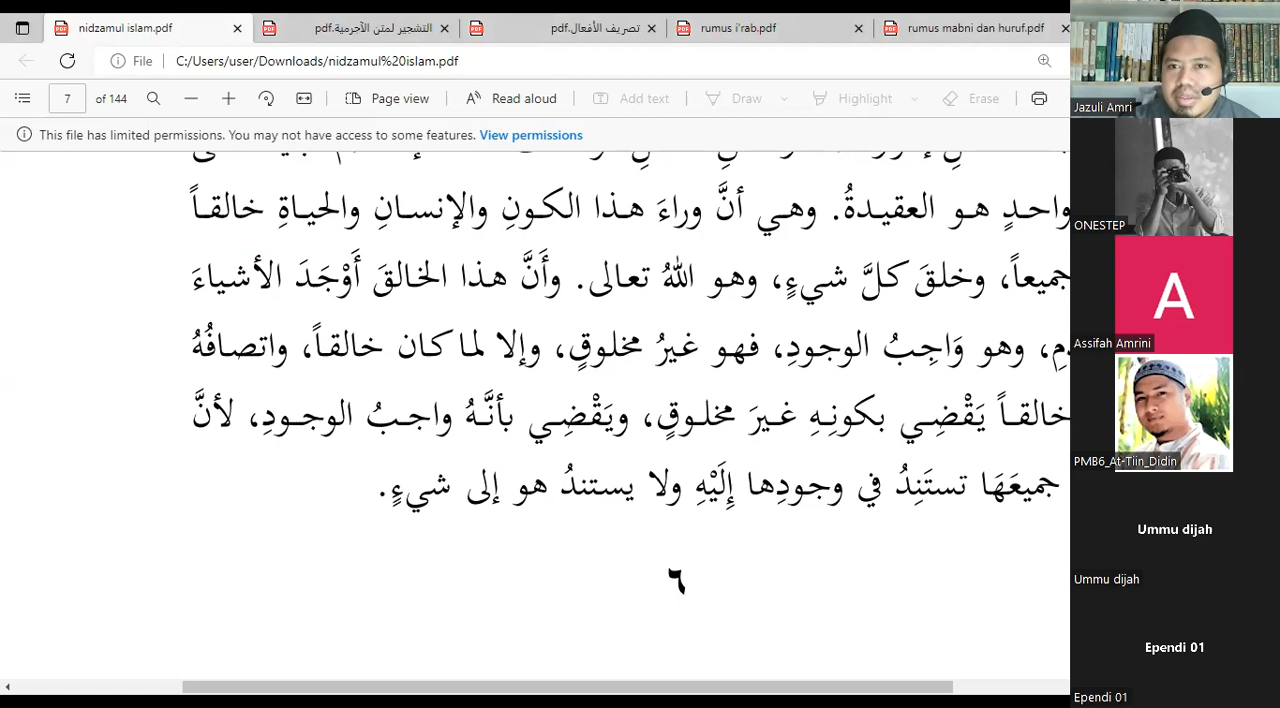 nidzamul islam.pdf
التشجير لمتن الآجرمية.pdf
تصريف الأفعال.pdf
rumus i'rab.pdf
rumus mabni dan huruf.pdf
File
C:/Users/user/Downloads/nidzamul%20islam.pdf
7
of 144
Page view
Read aloud
Add text
Draw
Highlight
Erase
This file has limited permissions. You may not have access to some features. View permissions
واحدٍ هو العقيدةُ. وهي أنَّ وراءَ هذا الكونِ والإنسانِ والحياةِ خالقاً
جميعاً، وخلقَ كلَّ شيءٍ، وهو اللهُ تعالى. وأَنَّ هذا الخالقَ أَوْجَدَ الأشياءَ
وهو وَاجِبُ الوجودِ، فهو غيرُ مخلوقٍ، وإلا لما كان خالقاً، واتصافُهُ
خالقاً يَقْضِي بكونِهِ غيرَ مخلوقٍ، ويَقْضِي بأنَّهُ واجبُ الوجودِ، لأنَّ
جميعَهَا تستَنِدُ في وجودِها إِلَيْهِ ولا يستندُ هو إلى شيءٍ.
٦
Jazuli Amri
ONESTEP
A
Assifah Amrini
PMB6_At-Tiin_Didin
Ummu dijah
Ummu dijah
Ependi 01
Ependi 01